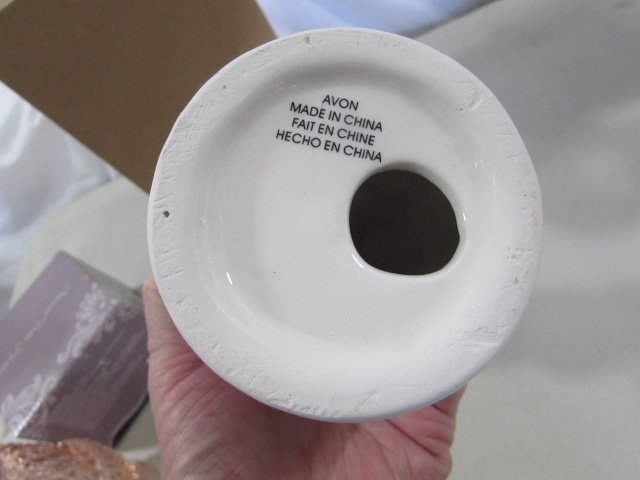 AVON
MADE IN CHINA
FAIT EN CHINE
HECHO EN CHINA